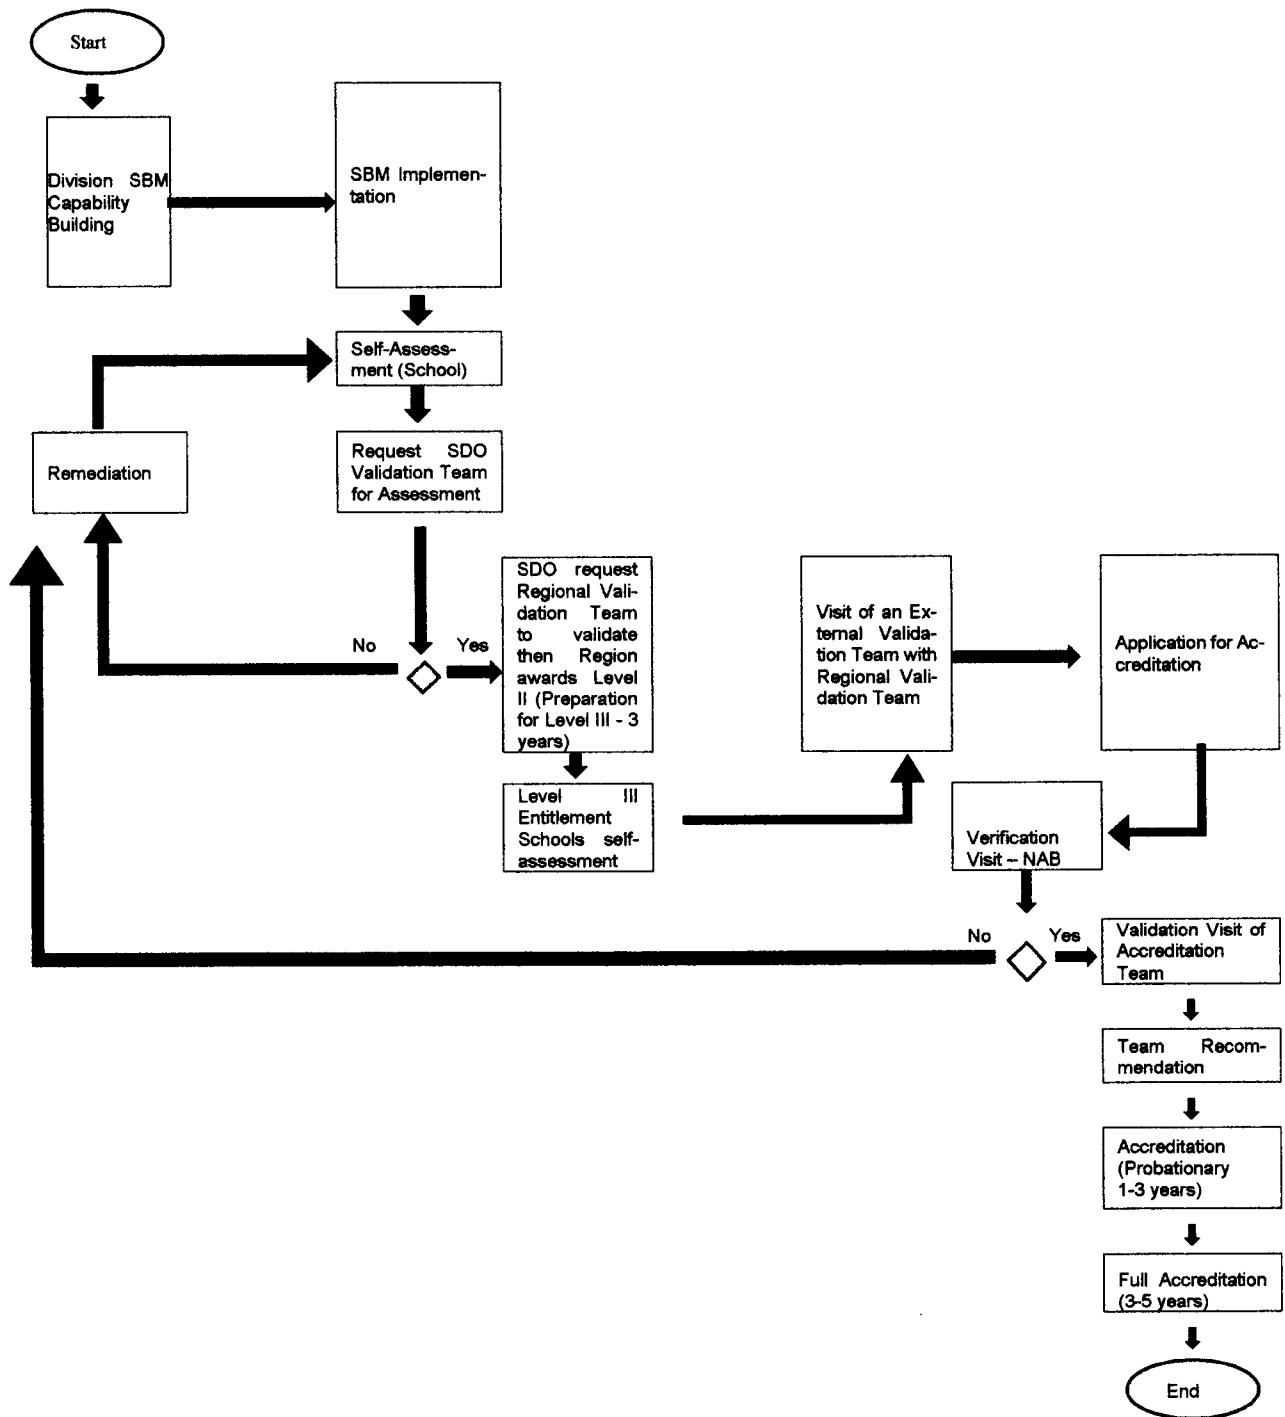 Start
Division SBM
Capability
Building
SBM Implemen-
tation
Self-Assess-
ment (School)
Remediation
Request SDO
Validation Team
for Assessment
No
Yes
SDO request
Regional Vali-
dation Team
to validate
then Region
awards Level
II (Preparation
for Level III - 3
years)
Level III
Entitlement
Schools self-
assessment
Visit of an Ex-
ternal Valida-
tion Team with
Regional Vali-
dation Team
Application for Ac-
creditation
Verification
Visit – NAB
No
Yes
Validation Visit of
Accreditation
Team
Team Recom-
mendation
Accreditation
(Probationary
1-3 years)
Full Accreditation
(3-5 years)
End